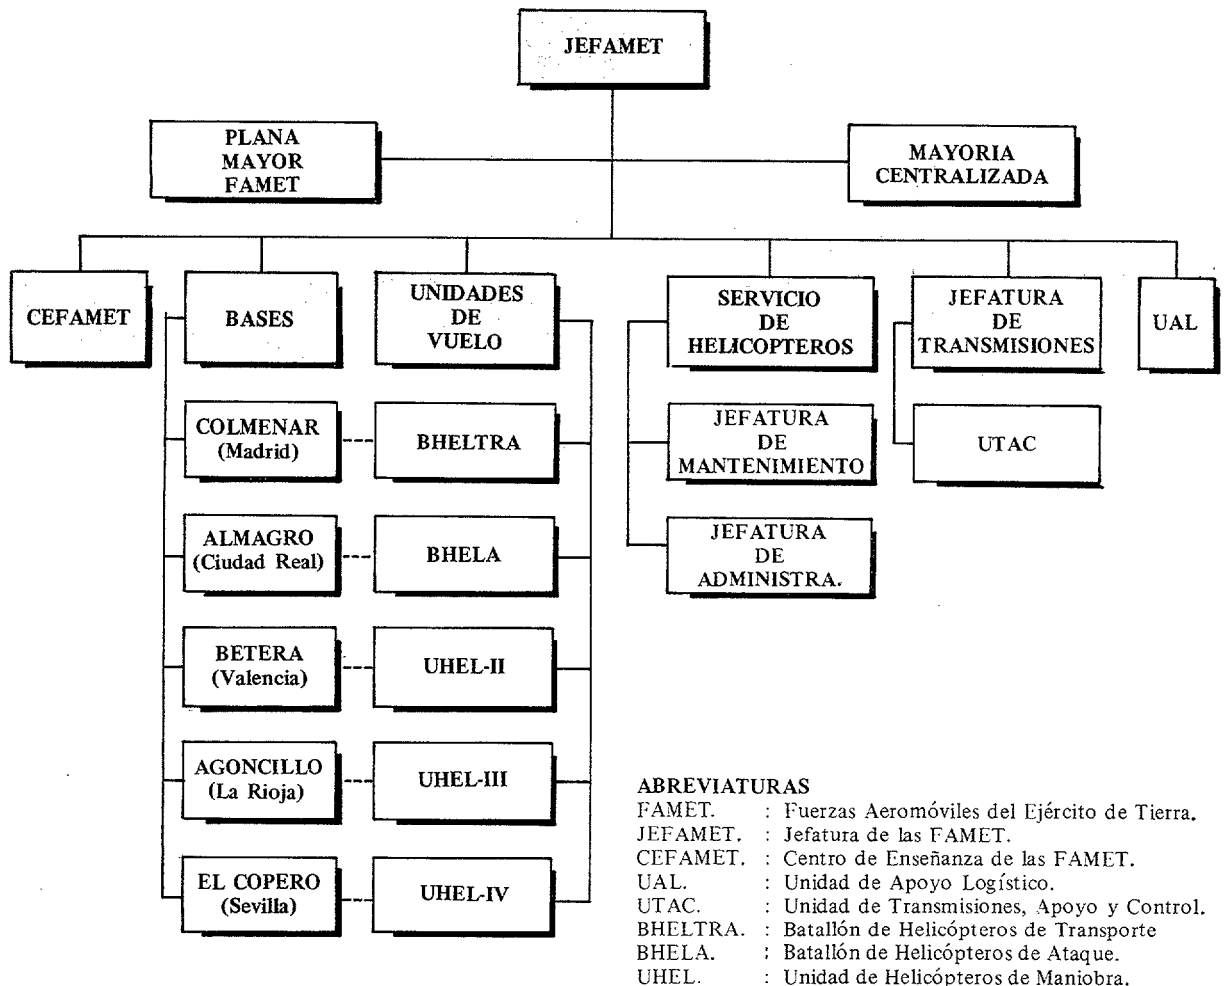 JEFAMET
PLANA
MAYOR
FAMET
MAYORIA
CENTRALIZADA
CEFAMET
BASES
UNIDADES
DE
VUELO
SERVICIO
DE
HELICOPTEROS
JEFATURA
DE
TRANSMISIONES
UAL
COLMENAR
(Madrid)
BHELTRA
JEFATURA
DE
MANTENIMIENTO
UTAC
ALMAGRO
(Ciudad Real)
BHELA
JEFATURA
DE
ADMINISTRA.
BETERA
(Valencia)
UHEL-II
AGONCILLO
(La Rioja)
UHEL-III
EL COPERO
(Sevilla)
UHEL-IV
ABREVIATURAS
FAMET. : Fuerzas Aeromóviles del Ejército de Tierra.
JEFAMET. : Jefatura de las FAMET.
CEFAMET. : Centro de Enseñanza de las FAMET.
UAL. : Unidad de Apoyo Logístico.
UTAC. : Unidad de Transmisiones, Apoyo y Control.
BHELTRA. : Batallón de Helicópteros de Transporte
BHELA. : Batallón de Helicópteros de Ataque.
UHEL. : Unidad de Helicópteros de Maniobra.